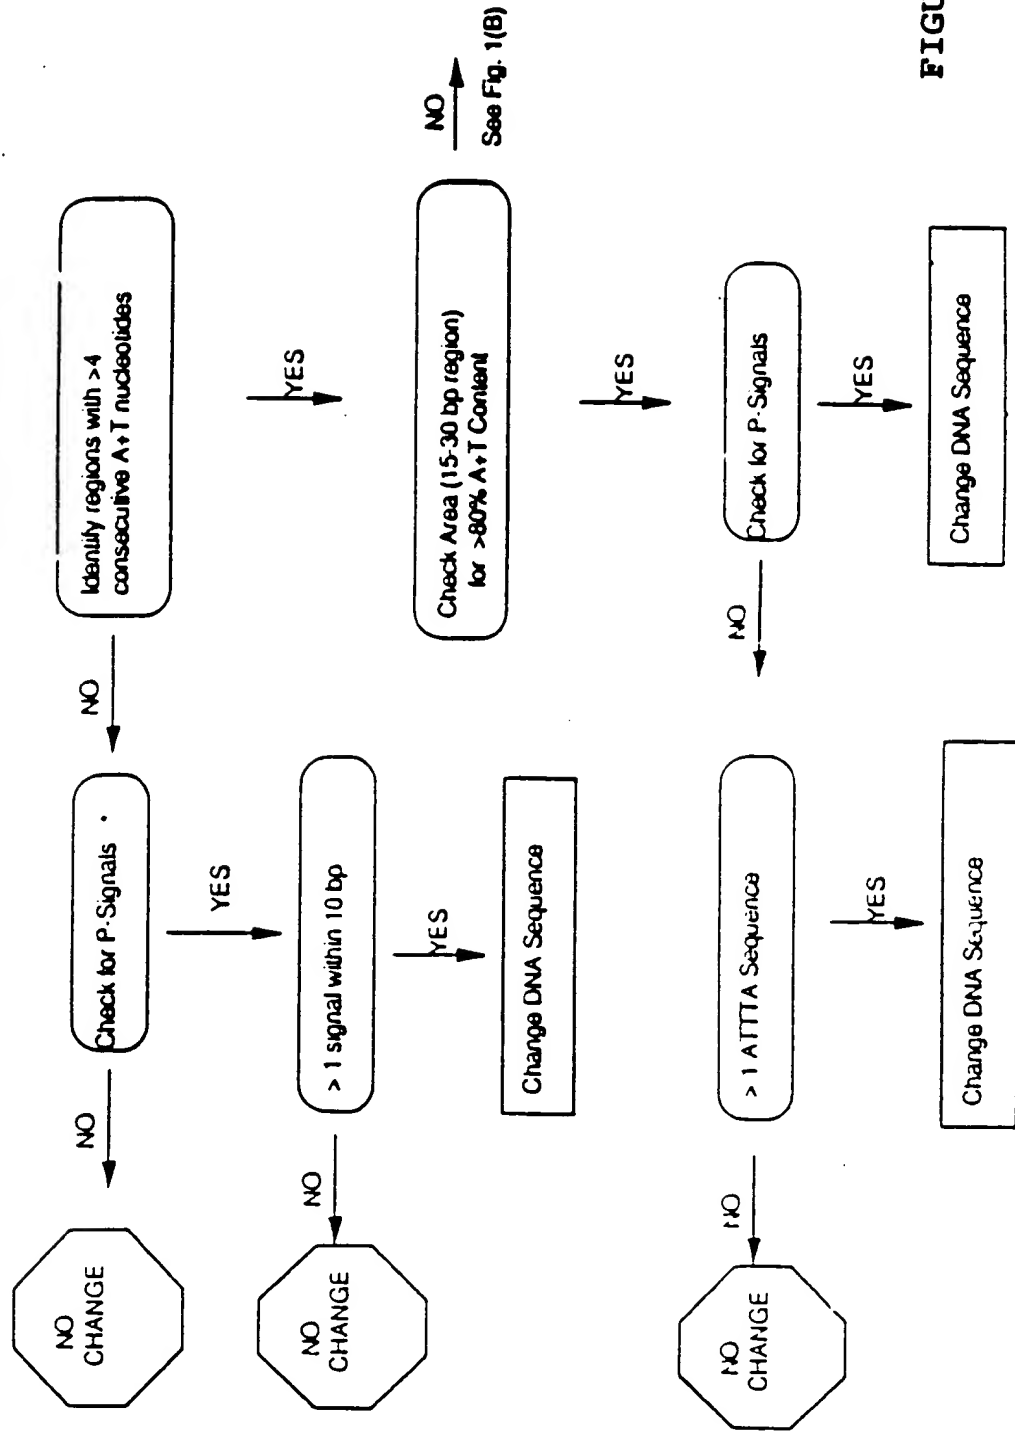 NO
CHANGE
NO
Check for P-Signals
NO
Identify regions with >4
consecutive A+T nucleotides
YES
YES
NO
CHANGE
NO
> 1 signal within 10 bp
Check Area (15-30 bp region)
for >80% A+T Content
NO
See Fig. 1(B)
YES
Change DNA Sequence
YES
NO
CHANGE
NO
> 1 ATTTA Sequence
NO
Check for P-Signals
YES
YES
Change DNA Sequence
Change DNA Sequence
FIGU